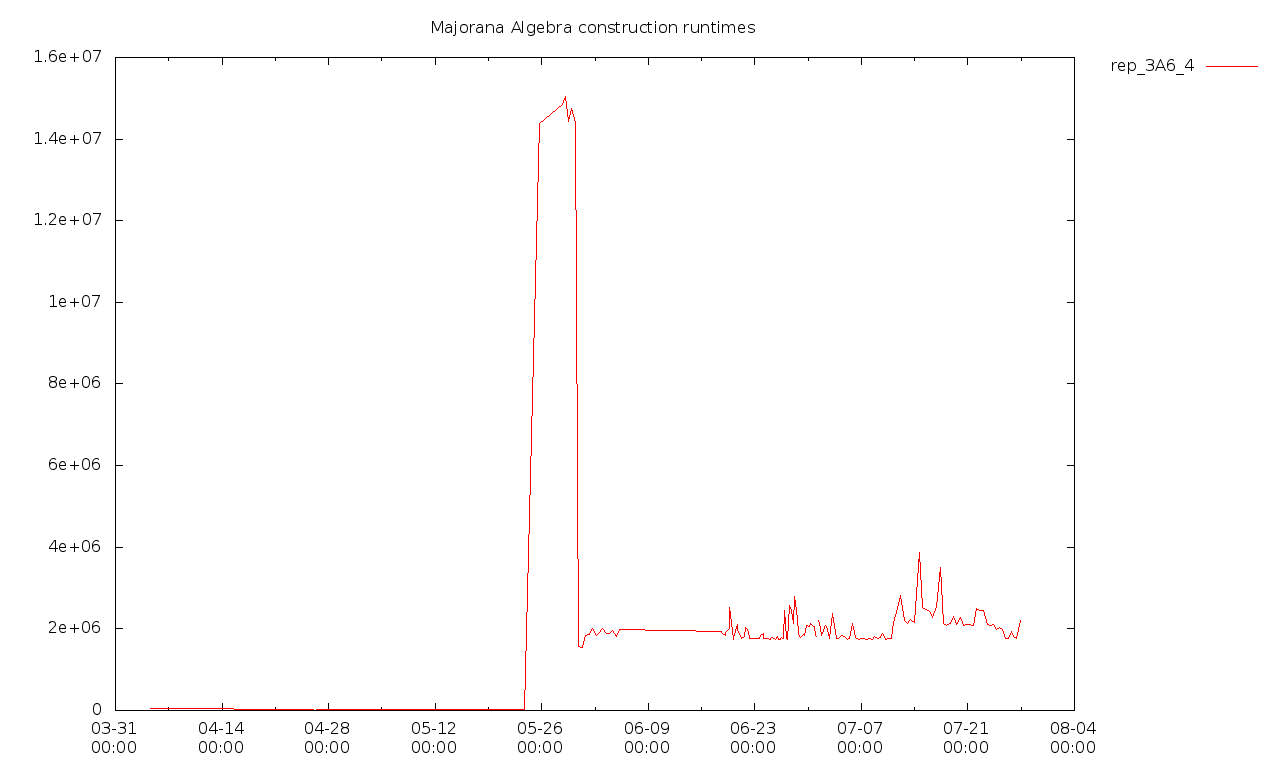 Majorana Algebra construction runtimes
rep_3A6_4
1.6e+07
1.4e+07
1.2e+07
1e+07
8e+06
6e+06
4e+06
2e+06
0
03-31 04-14 04-28 05-12 05-26 06-09 06-23 07-07 07-21 08-04
00:00 00:00 00:00 00:00 00:00 00:00 00:00 00:00 00:00 00:00